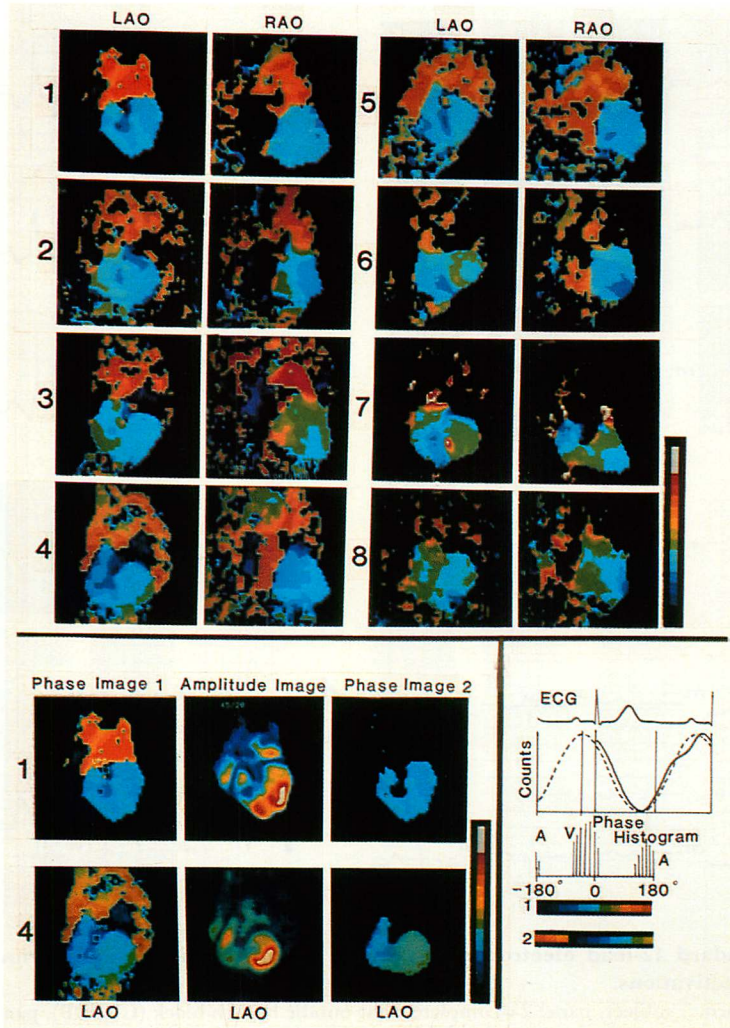 LAO RAO LAO RAO
1 5
2 6
3 7
4 8
Phase Image 1 Amplitude Image Phase Image 2
1
4
LAO LAO LAO
ECG
Counts
Phase
Histogram
A V A
-180° 0 180°
1
2